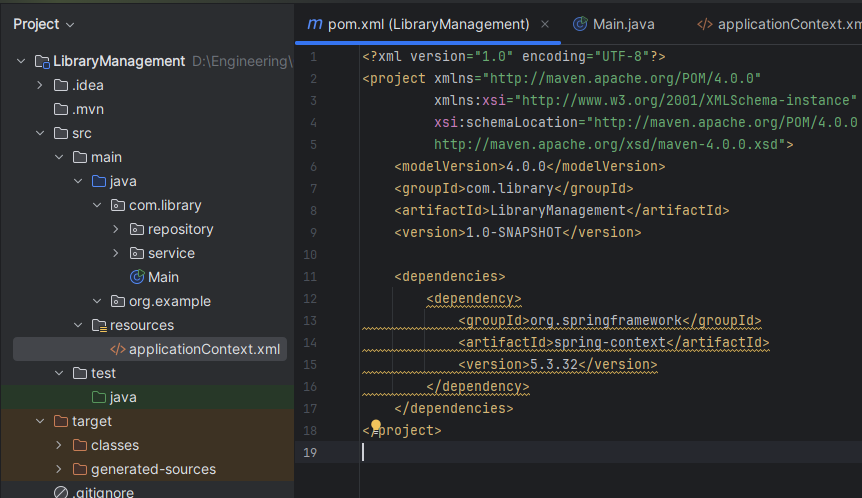 Project
pom.xml (LibraryManagement)
Main.java
applicationContext.xm
LibraryManagement D:\Engineering\
.idea
.mvn
src
main
java
com.library
repository
service
Main
org.example
resources
applicationContext.xml
test
java
target
classes
generated-sources
.gitignore
1 <?xml version="1.0" encoding="UTF-8"?>
2 <project xmlns="http://maven.apache.org/POM/4.0.0"
3 xmlns:xsi="http://www.w3.org/2001/XMLSchema-instance"
4 xsi:schemaLocation="http://maven.apache.org/POM/4.0.0
5 http://maven.apache.org/xsd/maven-4.0.0.xsd">
6 <modelVersion>4.0.0</modelVersion>
7 <groupId>com.library</groupId>
8 <artifactId>LibraryManagement</artifactId>
9 <version>1.0-SNAPSHOT</version>
10
11 <dependencies>
12 <dependency>
13 <groupId>org.springframework</groupId>
14 <artifactId>spring-context</artifactId>
15 <version>5.3.32</version>
16 </dependency>
17 </dependencies>
18 </project>
19